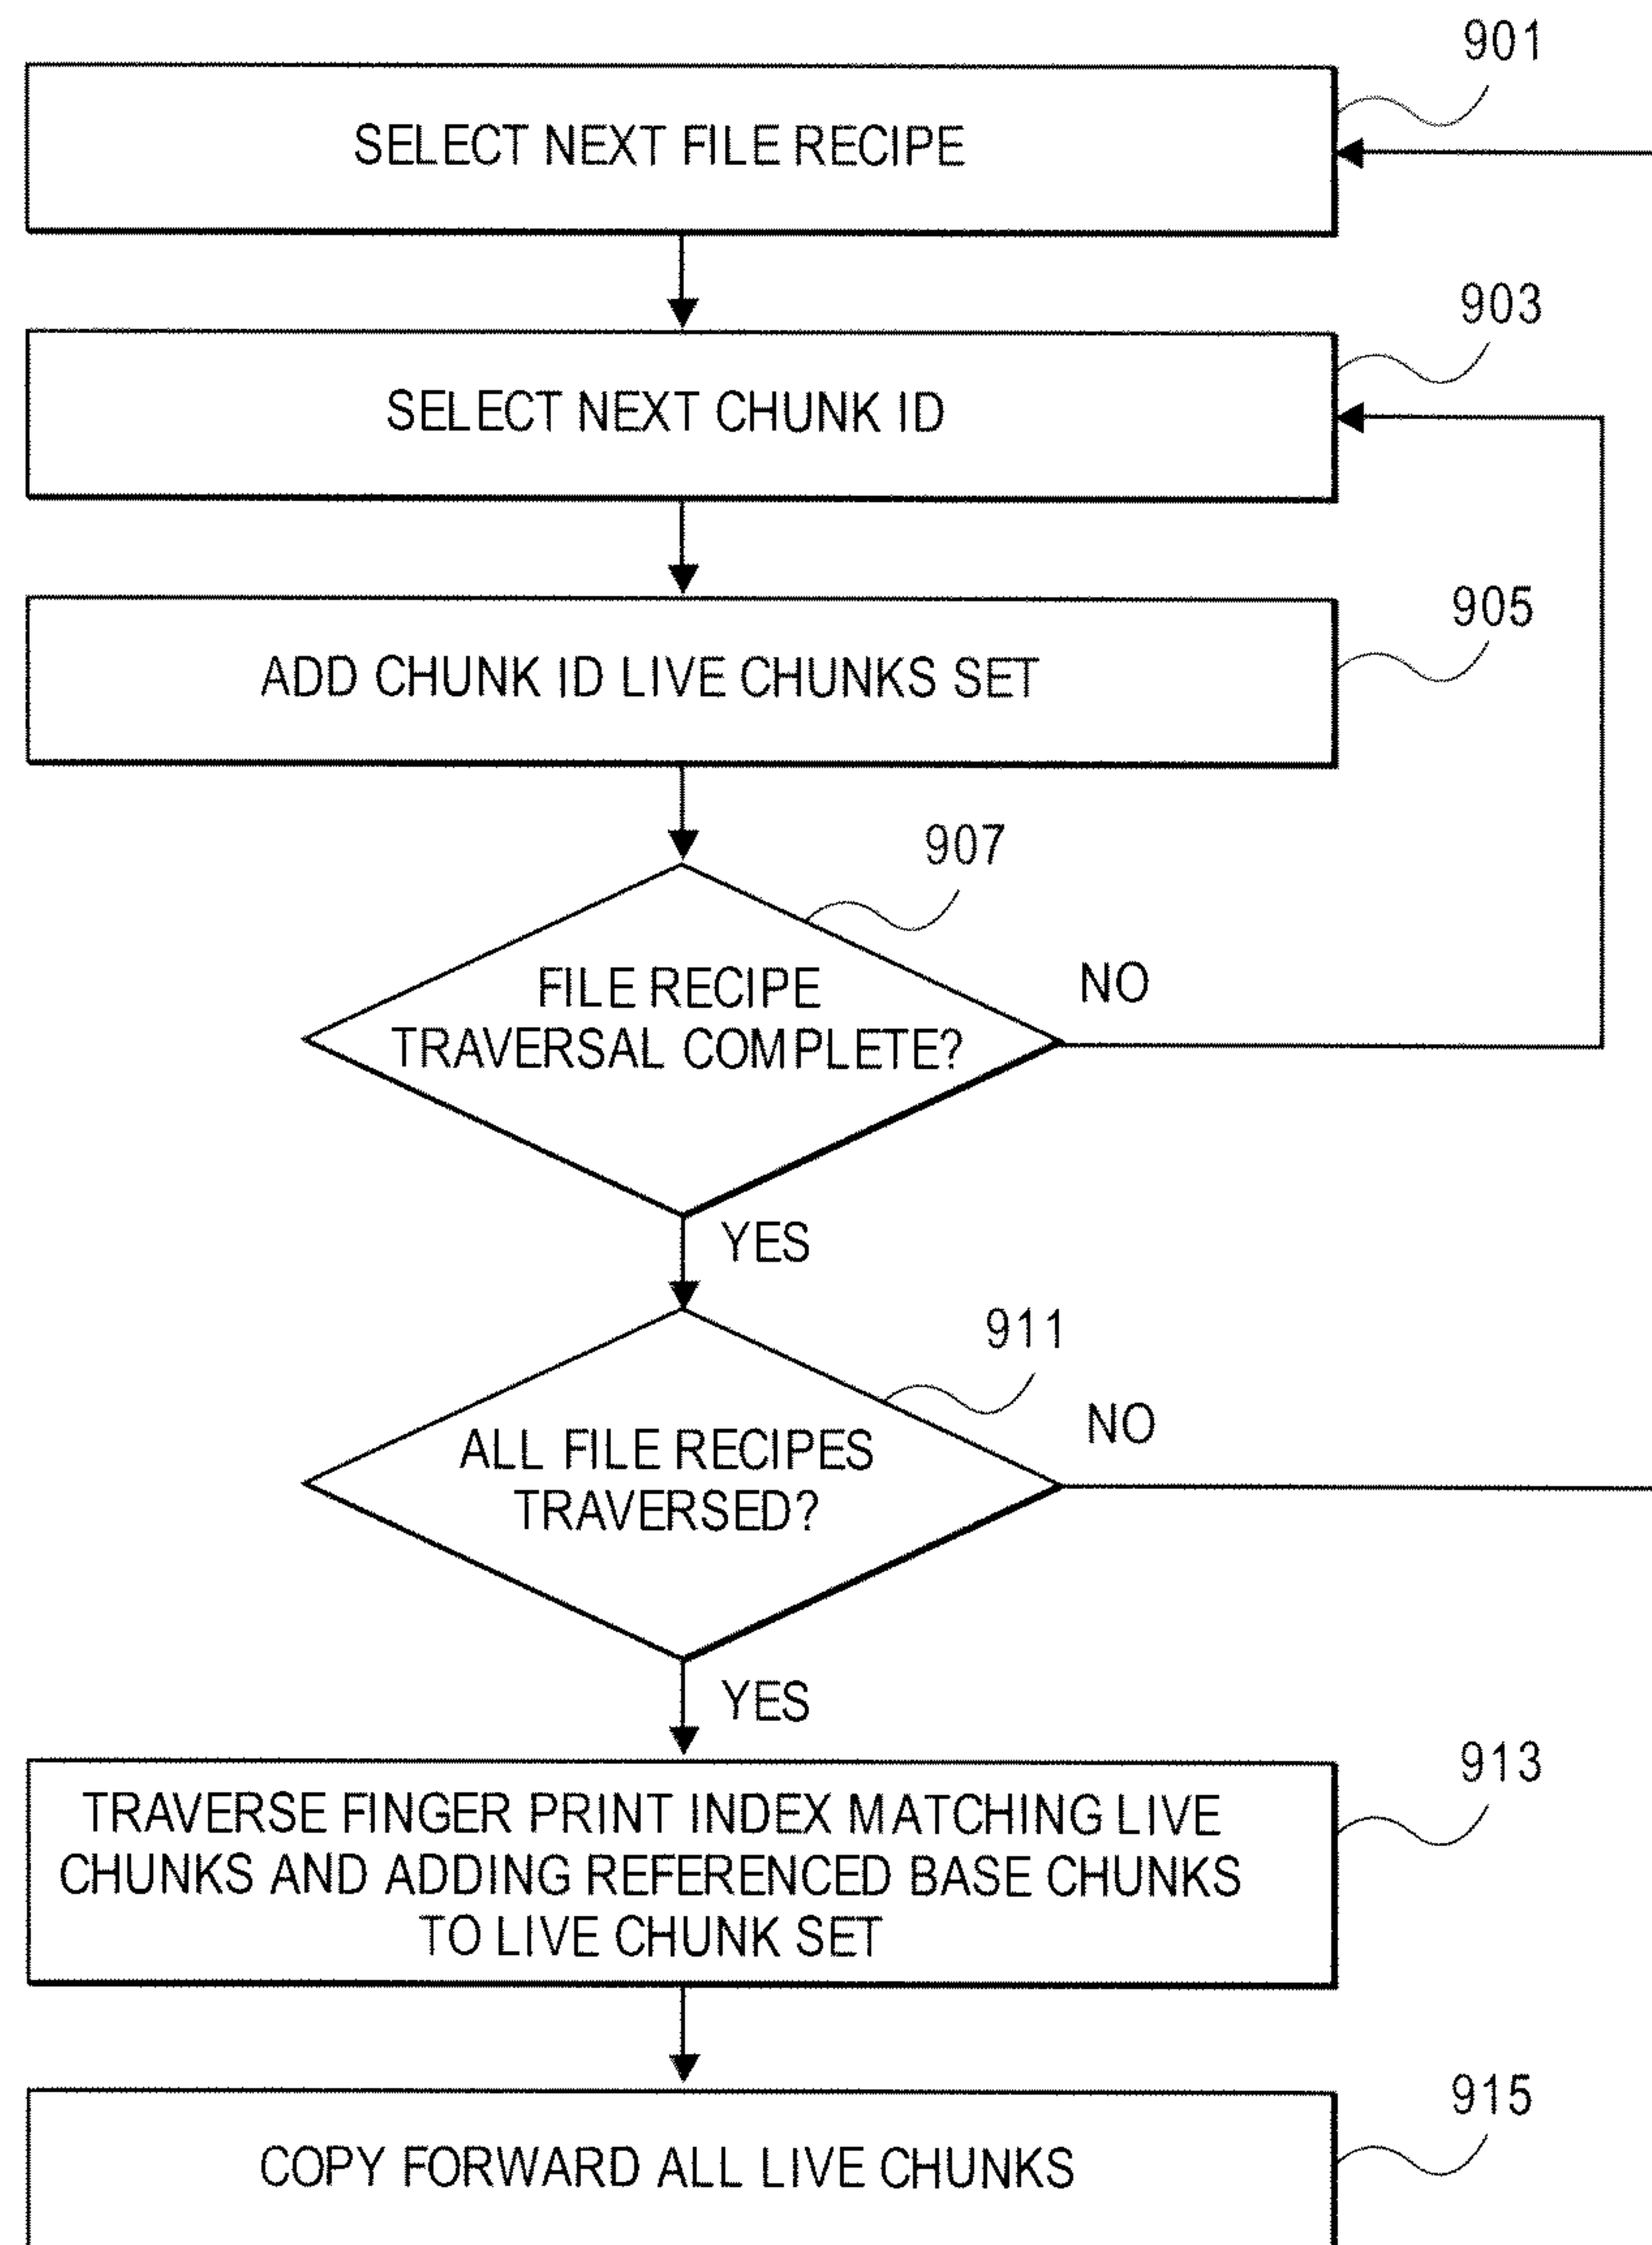 901
SELECT NEXT FILE RECIPE
903
SELECT NEXT CHUNK ID
905
ADD CHUNK ID LIVE CHUNKS SET
907
FILE RECIPE
TRAVERSAL COMPLETE?
NO
YES
911
ALL FILE RECIPES
TRAVERSED?
NO
YES
913
TRAVERSE FINGER PRINT INDEX MATCHING LIVE
CHUNKS AND ADDING REFERENCED BASE CHUNKS
TO LIVE CHUNK SET
915
COPY FORWARD ALL LIVE CHUNKS